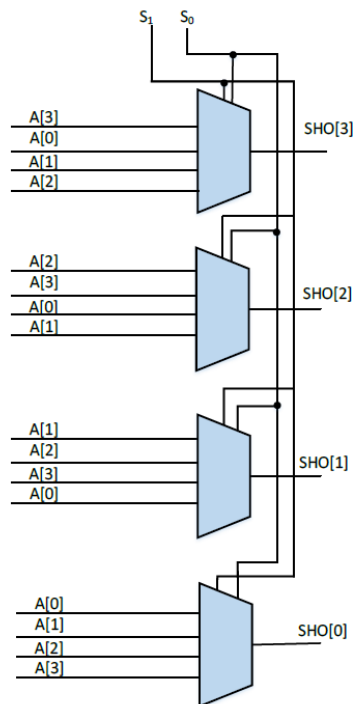 S1 S0
A[3]
A[0]
A[1]
A[2]
SHO[3]
A[2]
A[3]
A[0]
A[1]
SHO[2]
A[1]
A[2]
A[3]
A[0]
SHO[1]
A[0]
A[1]
A[2]
A[3]
SHO[0]